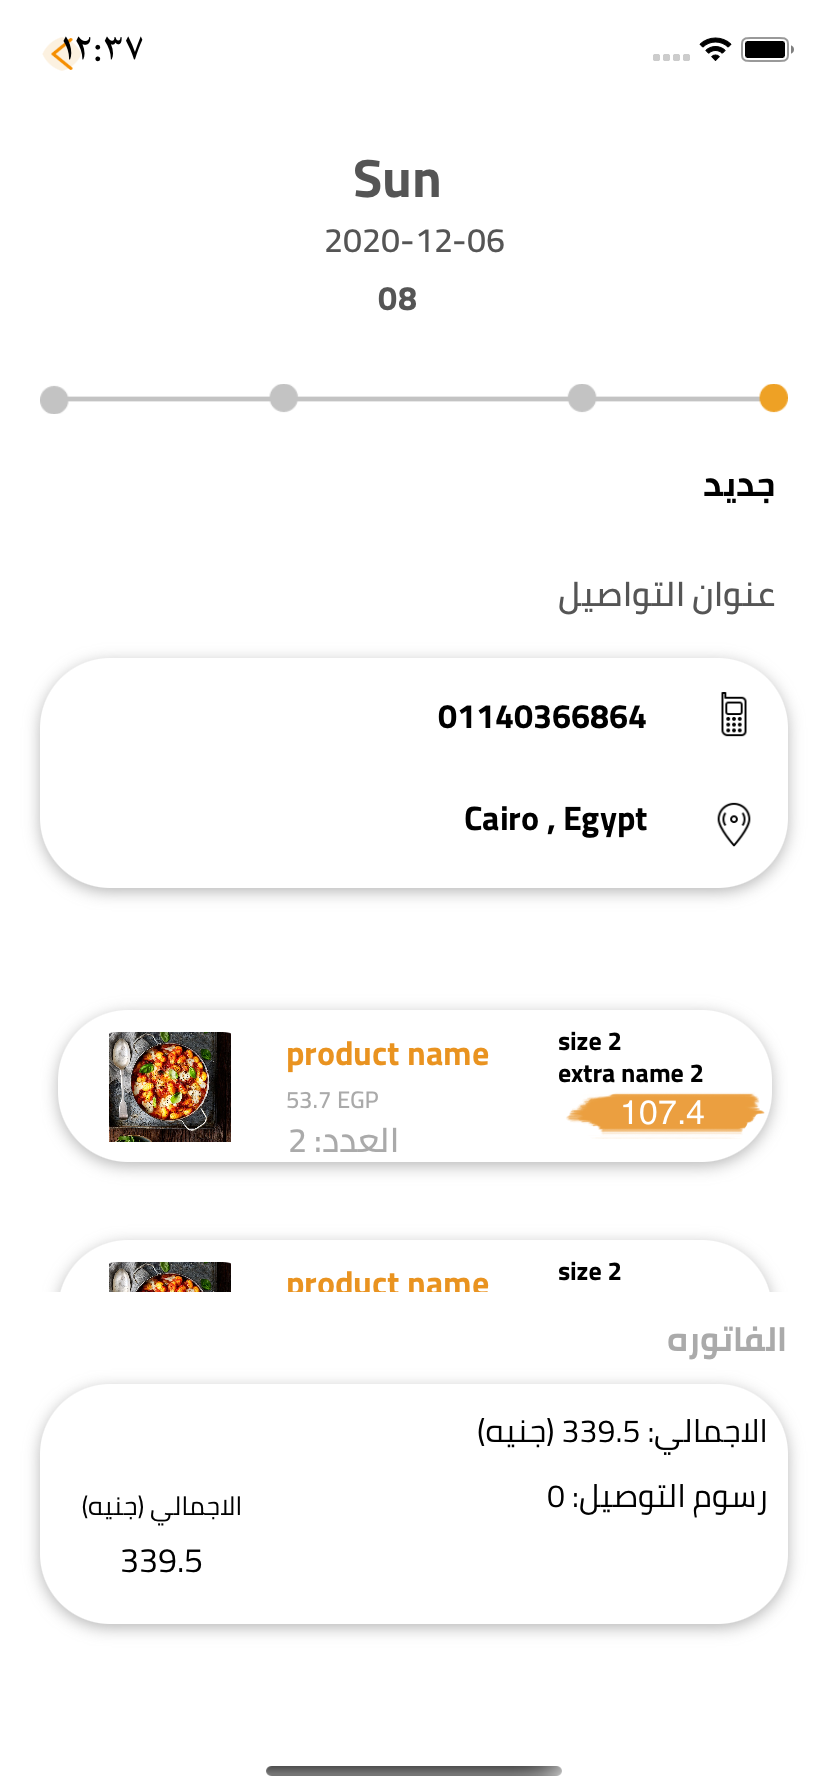 ١٢:٣٧
Sun
2020-12-06
08
جديد
عنوان التواصيل
01140366864
Cairo , Egypt
product name
53.7 EGP
العدد: 2
size 2
extra name 2
107.4
product name
size 2
الفاتوره
الاجمالي: 339.5 (جنيه)
رسوم التوصيل: 0
الاجمالي (جنيه)
339.5